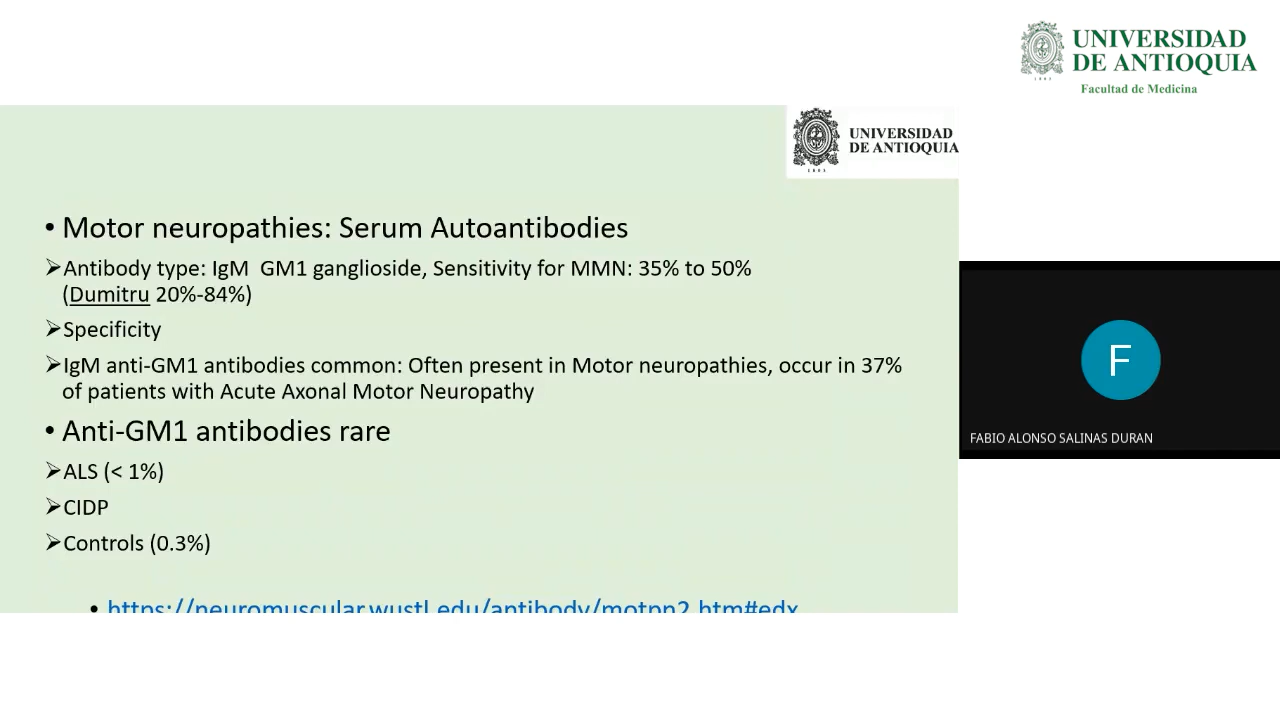 UNIVERSIDAD
DE ANTIOQUIA
Facultad de Medicina
1803
UNIVERSIDAD
DE ANTIOQUIA
1803
• Motor neuropathies: Serum Autoantibodies
➢Antibody type: IgM GM1 ganglioside, Sensitivity for MMN: 35% to 50%
(Dumitru 20%-84%)
➢Specificity
➢IgM anti-GM1 antibodies common: Often present in Motor neuropathies, occur in 37%
of patients with Acute Axonal Motor Neuropathy
• Anti-GM1 antibodies rare
➢ALS (< 1%)
➢CIDP
➢Controls (0.3%)
• https://neuromuscular.wustl.edu/antibody/motpn2.htm#edx
F
FABIO ALONSO SALINAS DURAN